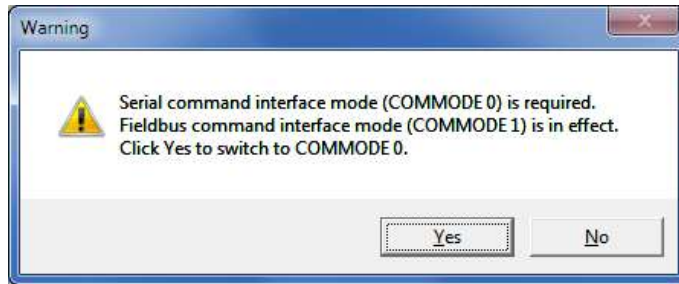 Warning
Serial command interface mode (COMMODE 0) is required.
Fieldbus command interface mode (COMMODE 1) is in effect.
Click Yes to switch to COMMODE 0.
Yes
No